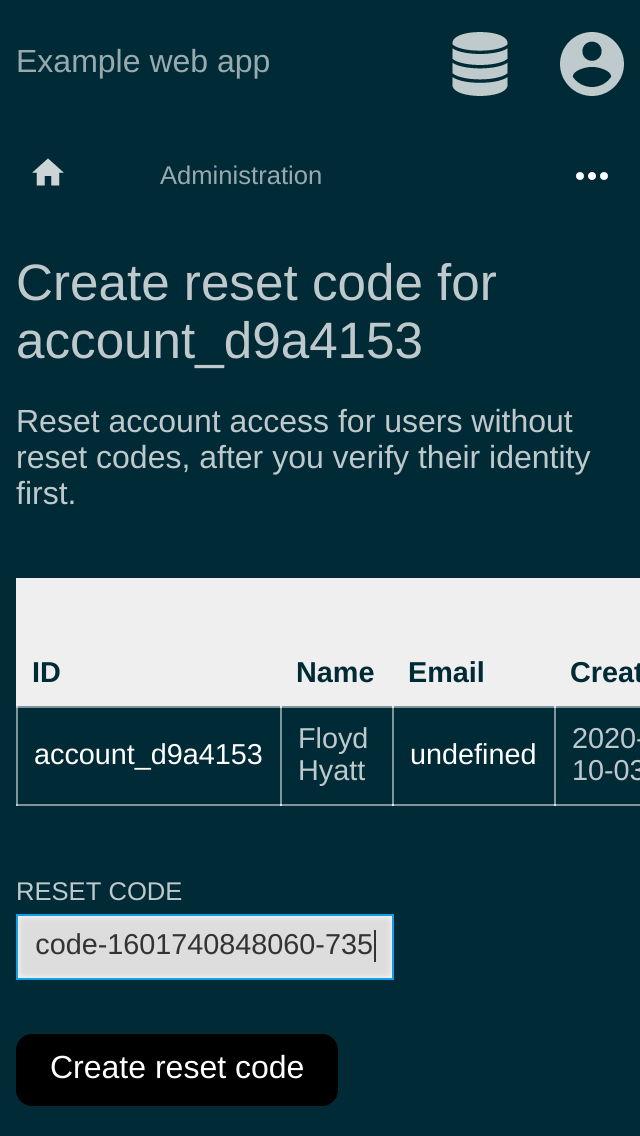 Example web app
Administration
Create reset code for
account_d9a4153
Reset account access for users without
reset codes, after you verify their identity
first.
ID Name Email Creat
account_d9a4153 Floyd Hyatt undefined 2020- 10-03
RESET CODE
code-1601740848060-735
Create reset code